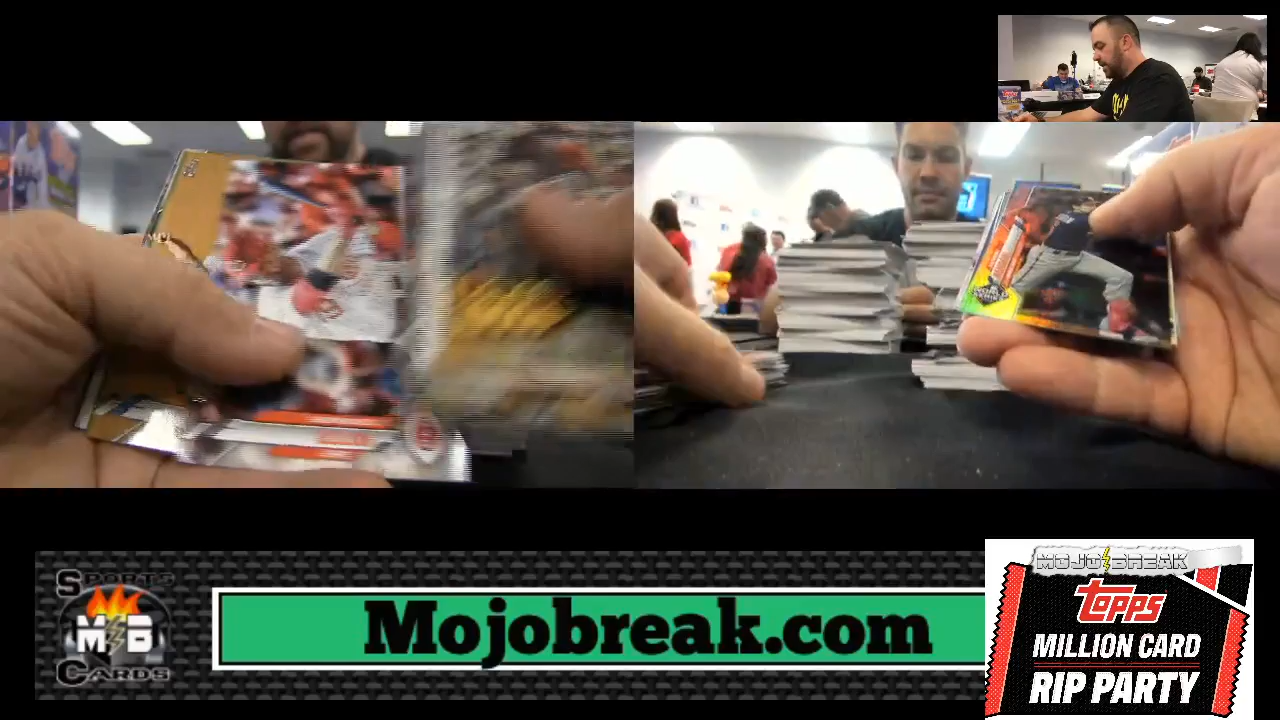 SPORTS
M B
CARDS
Mojobreak.com
MOJO BREAK
topps
MILLION CARD
RIP PARTY